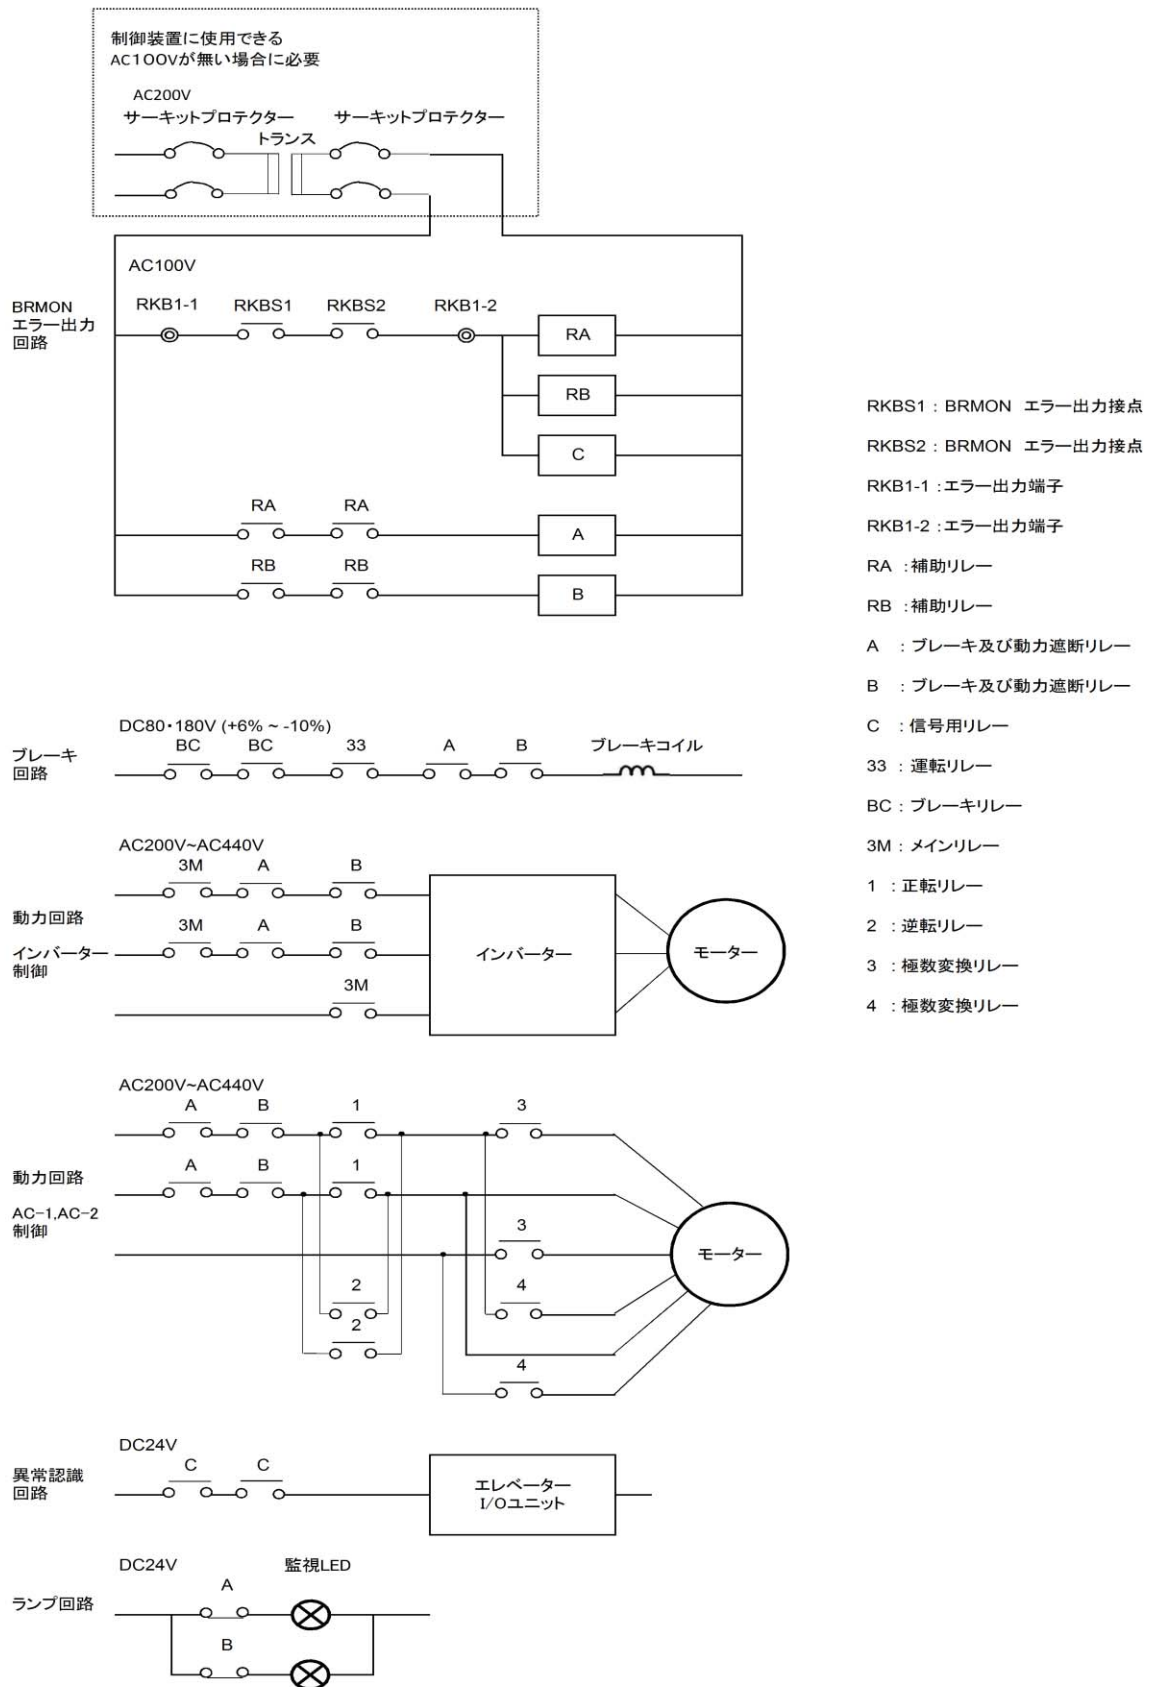 制御装置に使用できる
AC100Vが無い場合に必要
AC200V
サーキットプロテクター サーキットプロテクター
トランス
AC100V
BRMON
エラー出力
回路
RKB1-1 RKBS1 RKBS2 RKB1-2
RA
RB
C
RA RA
A
RB RB
B
RKBS1：BRMON エラー出力接点
RKBS2：BRMON エラー出力接点
RKB1-1：エラー出力端子
RKB1-2：エラー出力端子
RA ：補助リレー
RB ：補助リレー
A ：ブレーキ及び動力遮断リレー
B ：ブレーキ及び動力遮断リレー
C ：信号用リレー
33 ：運転リレー
BC：ブレーキリレー
3M：メインリレー
1 ：正転リレー
2 ：逆転リレー
3 ：極数変換リレー
4 ：極数変換リレー
DC80・180V (+6% ~ -10%)
ブレーキ
回路
BC BC 33 A B ブレーキコイル
AC200V~AC440V
3M A B
動力回路
インバーター
制御
3M A B
3M
インバーター
モーター
AC200V~AC440V
A B 1 3
動力回路
AC-1,AC-2
制御
A B 1
3
2 4
2
4
モーター
DC24V
異常認識
回路
C C
エレベーター
I/Oユニット
DC24V 監視LED
ランプ回路
A
B